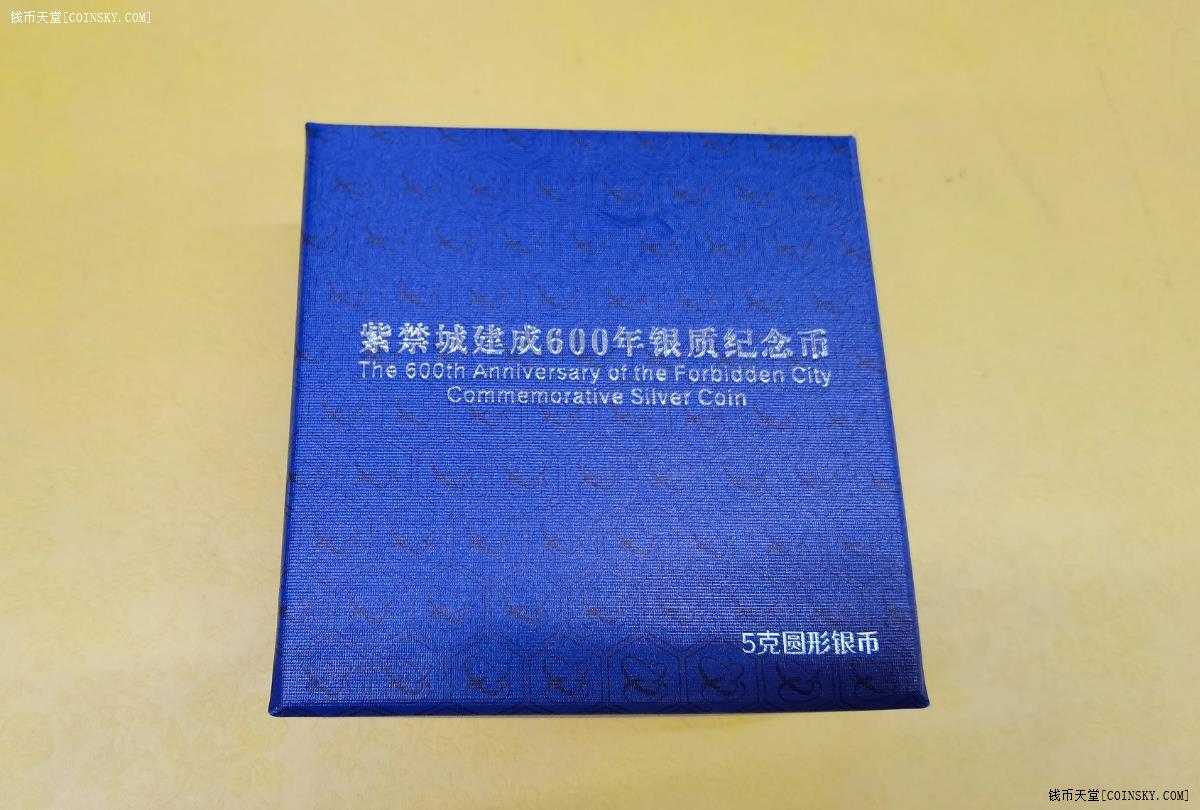 钱币天堂[COINSKY.COM]
紫禁城建成600年银质纪念币
The 600th Anniversary of the Forbidden City
Commemorative Silver Coin
5克圆形银币
钱币天堂[COINSKY.COM]